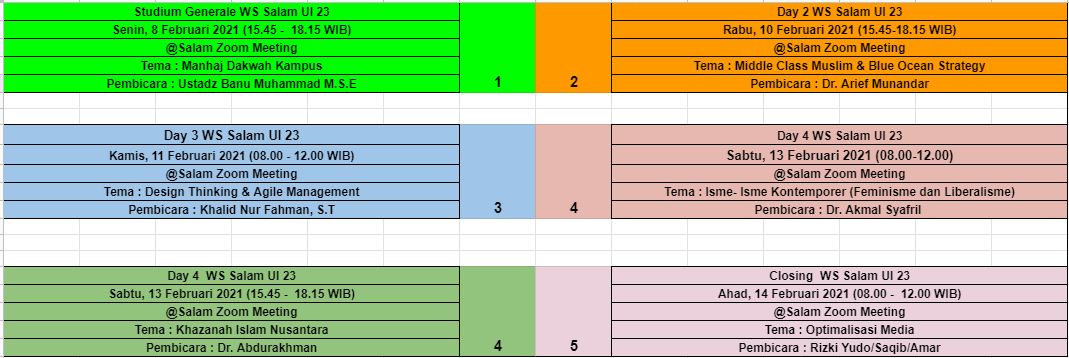 Studium Generale WS Salam UI 23
Senin, 8 Februari 2021 (15.45 - 18.15 WIB)
@Salam Zoom Meeting
Tema : Manhaj Dakwah Kampus
Pembicara : Ustadz Banu Muhammad M.S.E
1
2
Day 2 WS Salam UI 23
Rabu, 10 Februari 2021 (15.45-18.15 WIB)
@Salam Zoom Meeting
Tema : Middle Class Muslim & Blue Ocean Strategy
Pembicara : Dr. Arief Munandar
Day 3 WS Salam UI 23
Kamis, 11 Februari 2021 (08.00 - 12.00 WIB)
@Salam Zoom Meeting
Tema : Design Thinking & Agile Management
Pembicara : Khalid Nur Fahman, S.T
3
4
Day 4 WS Salam UI 23
Sabtu, 13 Februari 2021 (08.00-12.00)
@Salam Zoom Meeting
Tema : Isme- Isme Kontemporer (Feminisme dan Liberalisme)
Pembicara : Dr. Akmal Syafril
Day 4 WS Salam UI 23
Sabtu, 13 Februari 2021 (15.45 - 18.15 WIB)
@Salam Zoom Meeting
Tema : Khazanah Islam Nusantara
Pembicara : Dr. Abdurakhman
4
5
Closing WS Salam UI 23
Ahad, 14 Februari 2021 (08.00 - 12.00 WIB)
@Salam Zoom Meeting
Tema : Optimalisasi Media
Pembicara : Rizki Yudo/Saqib/Amar